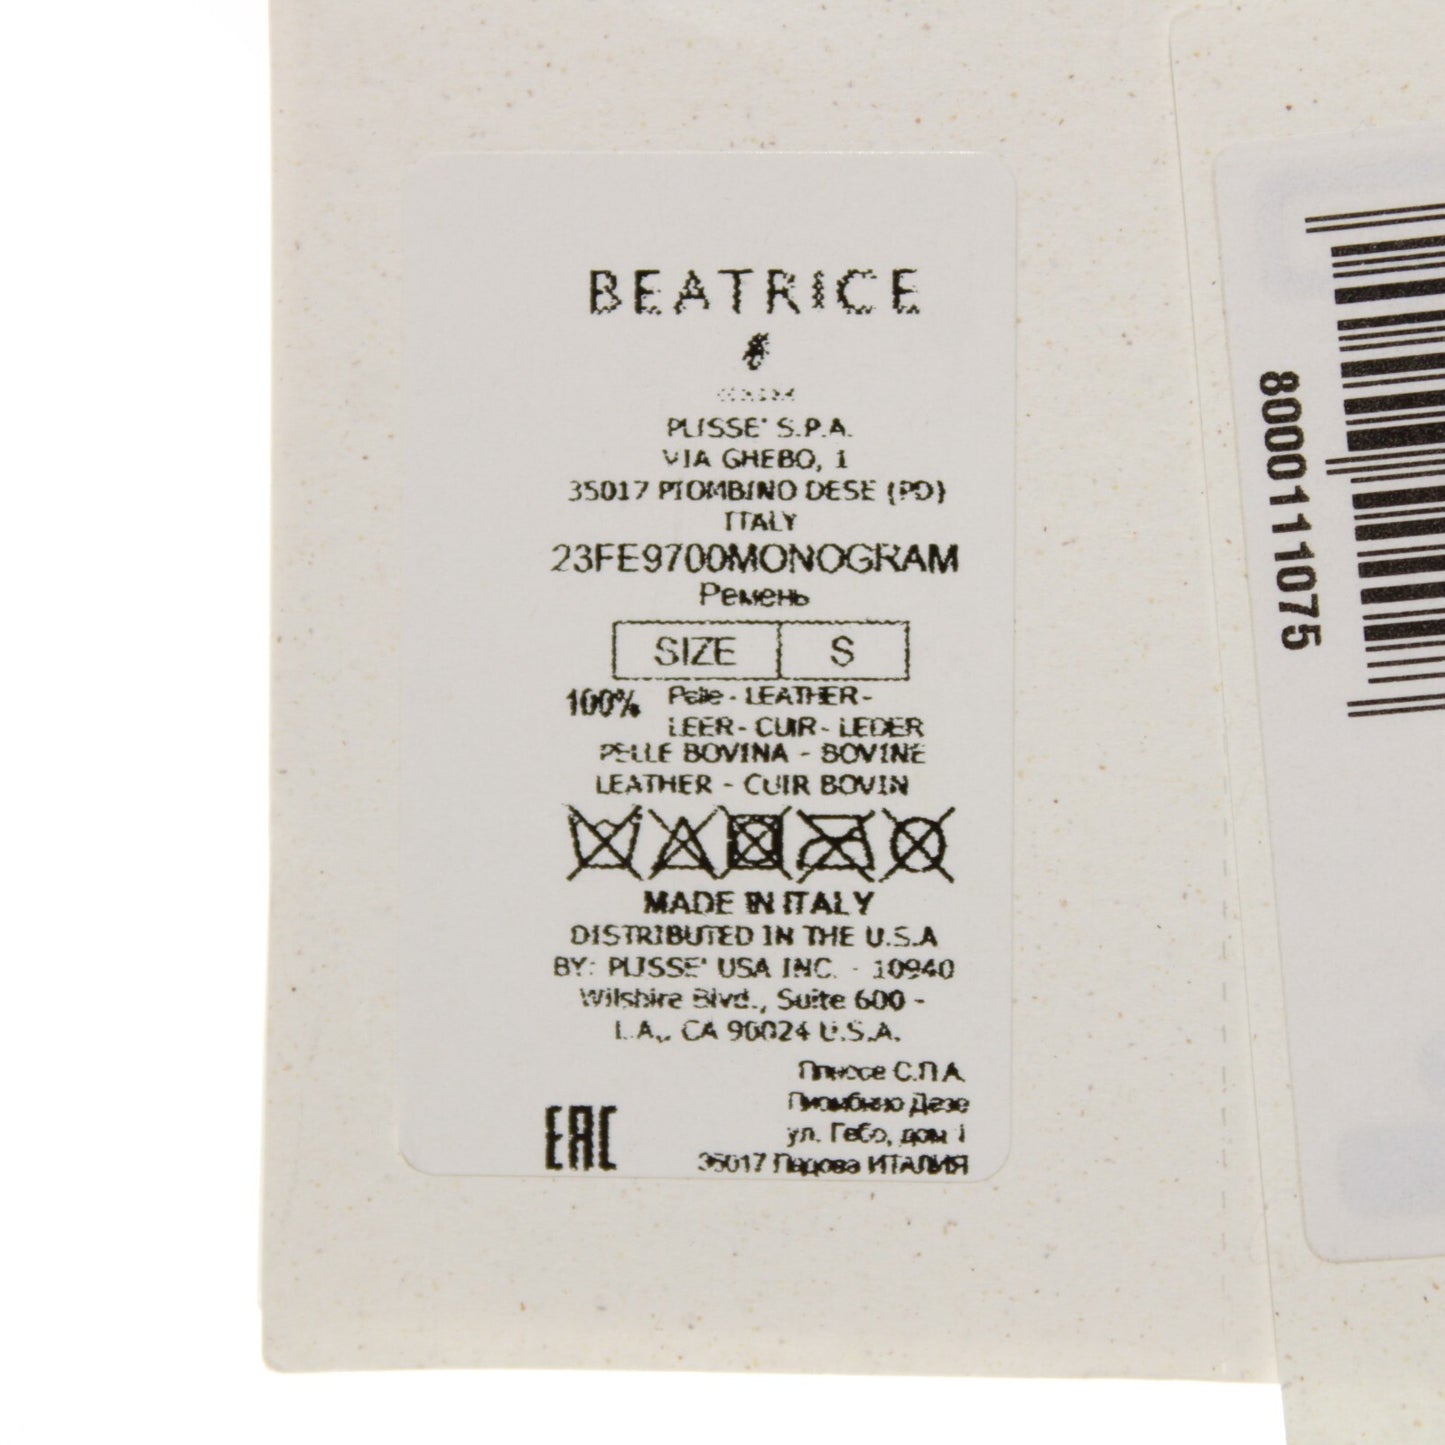 BEATRICE
PLISSE' S.P.A.
VIA GHEBO, 1
35017 PIOMBINO DESE (PD)
ITALY
23FE9700MONOGRAM
Ремень
SIZE S
100% Pelle - LEATHER -
LEER - CUIR - LEDER
PELLE BOVINA - BOVINE
LEATHER - CUIR BOVIN
MADE IN ITALY
DISTRIBUTED IN THE U.S.A
BY: PLISSE' USA INC. - 10940
Wilshire Blvd., Suite 600 -
L.A., CA 90024 U.S.A.
Плиссе С.П.А.
Пиомбино Дезе
ул. Гебо, дом 1
35017 Падова ИТАЛИЯ
EAC
800011075